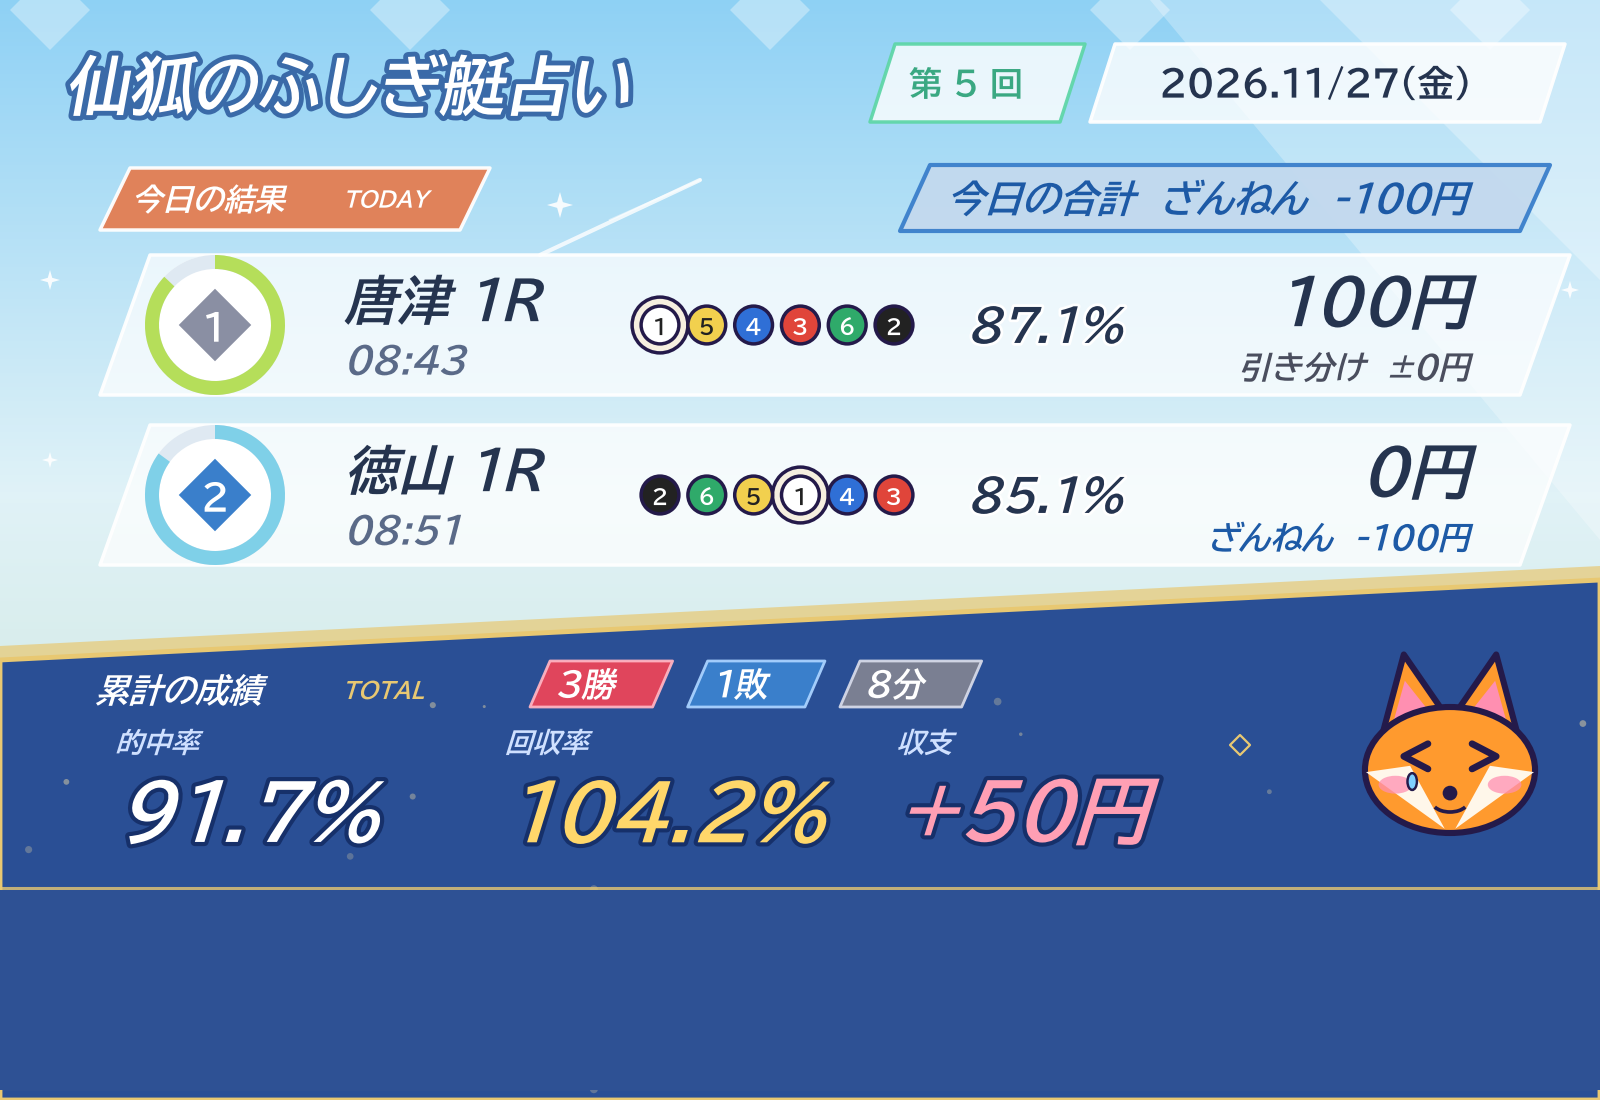 仙狐のふしぎ艇占い
第 5 回
2026.11/27(金)
今日の結果 TODAY
今日の合計 ざんねん -100円
1
唐津 1R
08:43
1 5 4 3 6 2
87.1%
100円
引き分け ±0円
2
徳山 1R
08:51
2 6 5 1 4 3
85.1%
0円
ざんねん -100円
累計の成績 TOTAL
3勝 1敗 8分
的中率 回収率 収支
91.7% 104.2% +50円